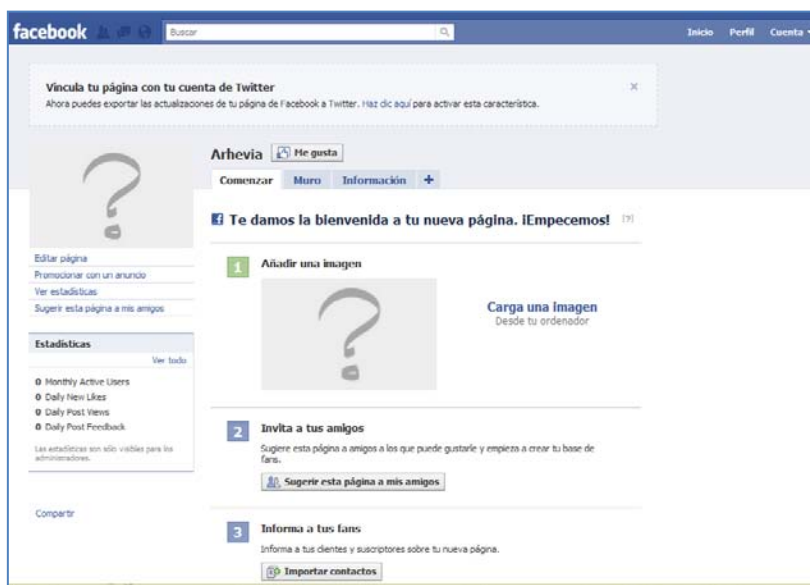 facebook
Buscar
Inicio Perfil Cuenta
Vincula tu página con tu cuenta de Twitter
Ahora puedes exportar las actualizaciones de tu página de Facebook a Twitter. Haz clic aquí para activar esta característica.
Arhevia Me gusta
Comenzar Muro Información +
Te damos la bienvenida a tu nueva página. ¡Empecemos! [?]
Editar página
Promocionar con un anuncio
Ver estadísticas
Sugerir esta página a mis amigos
Estadísticas
Ver todo
0 Monthly Active Users
0 Daily New Likes
0 Daily Post Views
0 Daily Post Feedback
Las estadísticas son sólo visibles para los
administradores.
Compartir
1 Añadir una imagen
Carga una imagen
Desde tu ordenador
2 Invita a tus amigos
Sugiere esta página a amigos a los que puede gustarle y empieza a crear tu base de
fans.
Sugerir esta página a mis amigos
3 Informa a tus fans
Informa a tus clientes y suscriptores sobre tu nueva página.
Importar contactos